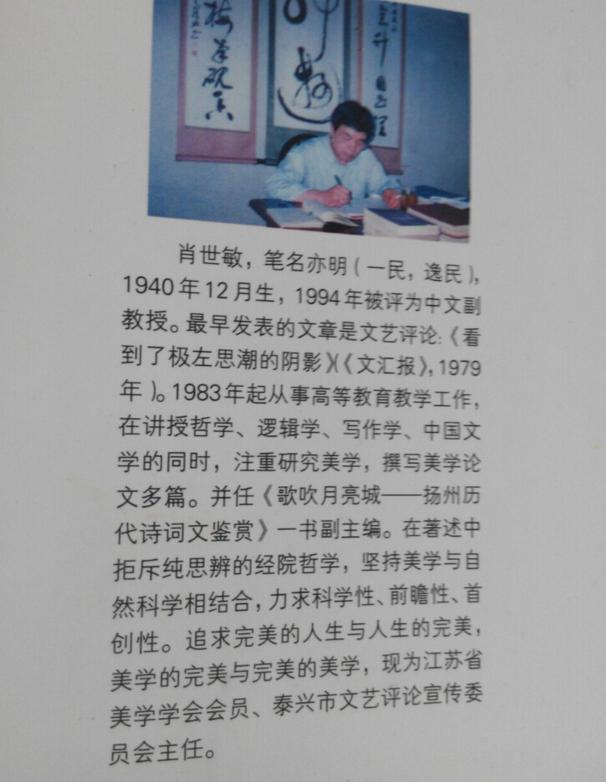 肖世敏，笔名亦明（一民，逸民），
1940年12月生，1994年被评为中文副
教授。最早发表的文章是文艺评论：《看
到了极左思潮的阴影》（《文汇报》，1979
年）。1983年起从事高等教育教学工作，
在讲授哲学、逻辑学、写作学、中国文
学的同时，注重研究美学，撰写美学论
文多篇。并任《歌吹月亮城——扬州历
代诗词文鉴赏》一书副主编。在著述中
拒斥纯思辨的经院哲学，坚持美学与自
然科学相结合，力求科学性、前瞻性、首
创性。追求完美的人生与人生的完美，
美学的完美与完美的美学，现为江苏省
美学学会会员、泰兴市文艺评论宣传委
员会主任。